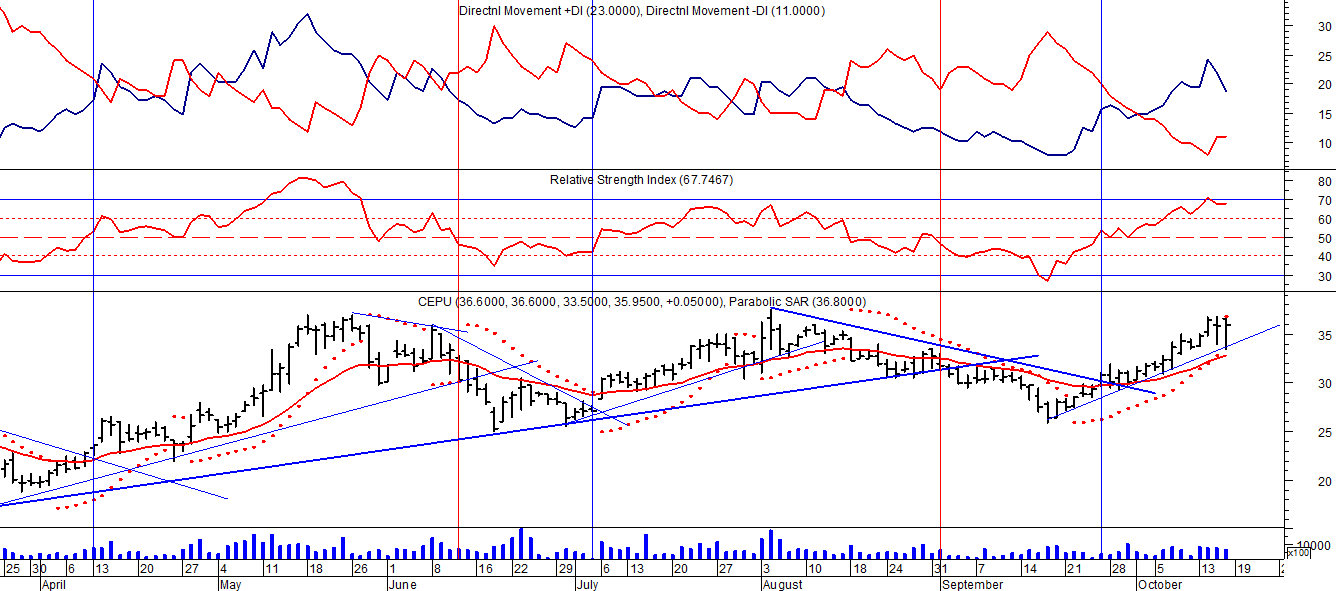 Directnl Movement +DI (23.0000), Directnl Movement -DI (11.0000)
30
25
20
15
10
Relative Strength Index (67.7467)
80
70
60
50
40
30
CEPU (36.6000, 36.6000, 33.5000, 35.9500, +0.05000), Parabolic SAR (36.8000)
35
30
25
20
10000
x100
25 30 6 13 20 27 4 11 18 26 1 8 16 22 29 6 13 20 27 3 10 18 24 31 7 14 21 28 5 13 19
April May June July August September October